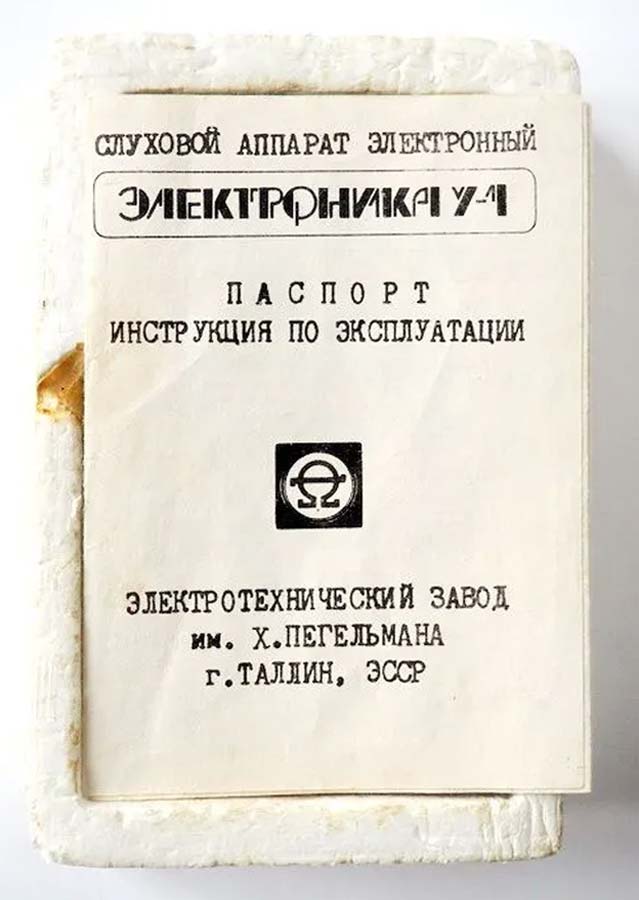 СЛУХОВОЙ АППАРАТ ЭЛЕКТРОННЫЙ
ЭЛЕКТРОНИКА У-1
ПАСПОРТ
ИНСТРУКЦИЯ ПО ЭКСПЛУАТАЦИИ
ЭЛЕКТРОТЕХНИЧЕСКИЙ ЗАВОД
им. Х.ПЕГЕЛЬМАНА
г.ТАЛЛИН, ЭССР